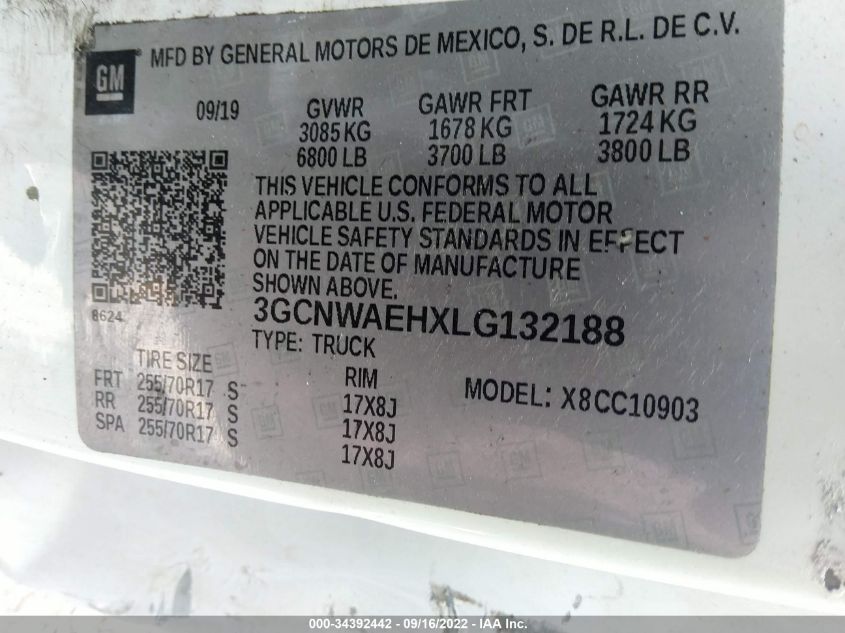 GM
MFD BY GENERAL MOTORS DE MEXICO, S. DE R.L. DE C.V.
09/19 GVWR GAWR FRT GAWR RR
3085 KG 1678 KG 1724 KG
6800 LB 3700 LB 3800 LB
THIS VEHICLE CONFORMS TO ALL
APPLICABLE U.S. FEDERAL MOTOR
VEHICLE SAFETY STANDARDS IN EFFECT
ON THE DATE OF MANUFACTURE
SHOWN ABOVE.
8624
3GCNWAEHXLG132188
TYPE: TRUCK
TIRE SIZE RIM MODEL: X8CC10903
FRT 255/70R17 S 17X8J
RR 255/70R17 S 17X8J
SPA 255/70R17 S 17X8J
000-34392442 - 09/16/2022 - IAA Inc.